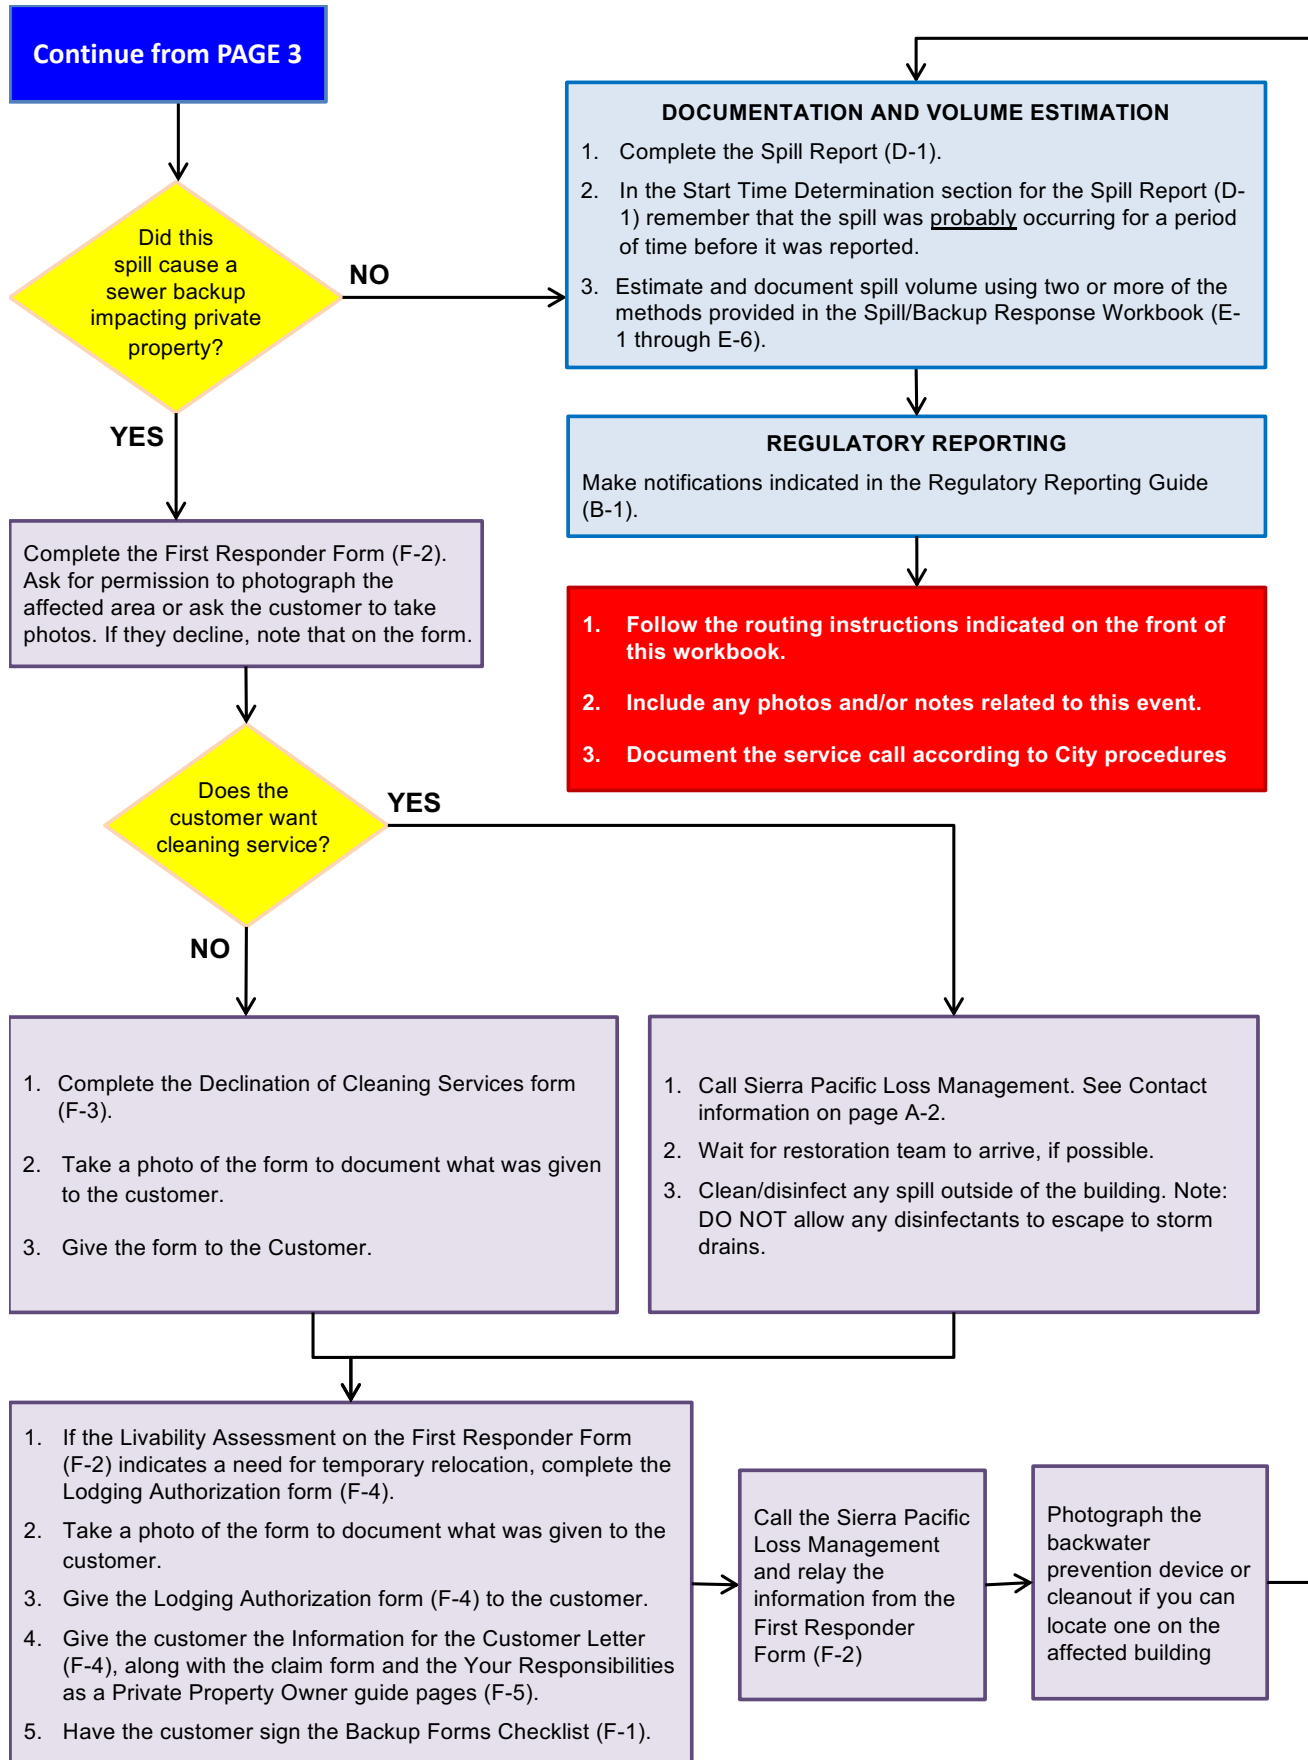 Continue from PAGE 3
Did this
spill cause a
sewer backup
impacting private
property?
NO
YES
DOCUMENTATION AND VOLUME ESTIMATION
1. Complete the Spill Report (D-1).
2. In the Start Time Determination section for the Spill Report (D-
1) remember that the spill was probably occurring for a period
of time before it was reported.
3. Estimate and document spill volume using two or more of the
methods provided in the Spill/Backup Response Workbook (E-
1 through E-6).
REGULATORY REPORTING
Make notifications indicated in the Regulatory Reporting Guide
(B-1).
1. Follow the routing instructions indicated on the front of
this workbook.
2. Include any photos and/or notes related to this event.
3. Document the service call according to City procedures
Complete the First Responder Form (F-2).
Ask for permission to photograph the
affected area or ask the customer to take
photos. If they decline, note that on the form.
Does the
customer want
cleaning service?
YES
NO
1. Complete the Declination of Cleaning Services form
(F-3).
2. Take a photo of the form to document what was given
to the customer.
3. Give the form to the Customer.
1. Call Sierra Pacific Loss Management. See Contact
information on page A-2.
2. Wait for restoration team to arrive, if possible.
3. Clean/disinfect any spill outside of the building. Note:
DO NOT allow any disinfectants to escape to storm
drains.
1. If the Livability Assessment on the First Responder Form
(F-2) indicates a need for temporary relocation, complete the
Lodging Authorization form (F-4).
2. Take a photo of the form to document what was given to the
customer.
3. Give the Lodging Authorization form (F-4) to the customer.
4. Give the customer the Information for the Customer Letter
(F-4), along with the claim form and the Your Responsibilities
as a Private Property Owner guide pages (F-5).
5. Have the customer sign the Backup Forms Checklist (F-1).
Call the Sierra Pacific
Loss Management
and relay the
information from the
First Responder
Form (F-2)
Photograph the
backwater
prevention device or
cleanout if you can
locate one on the
affected building